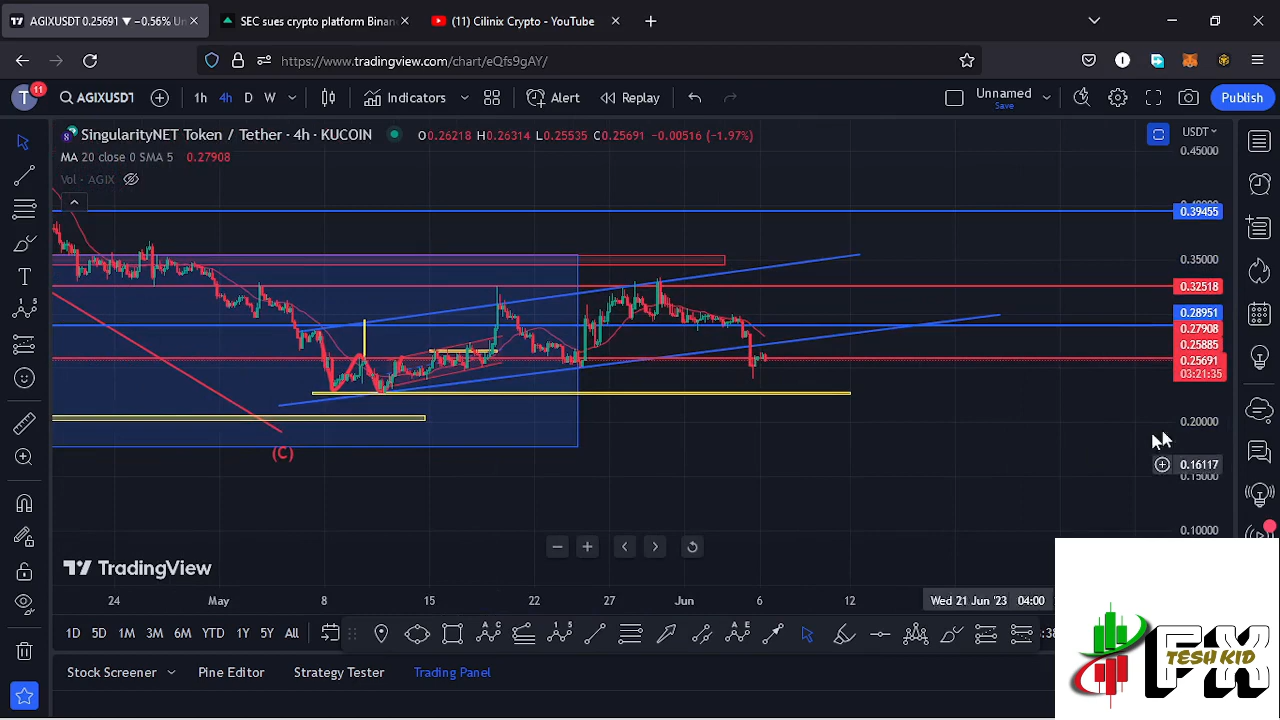 AGIXUSDT 0.25691 ▼ −0.56% Un
SEC sues crypto platform Binan
(11) Cilinix Crypto - YouTube
https://www.tradingview.com/chart/eQfs9gAY/
T 11 AGIXUSDT 1h 4h D W Indicators Alert Replay Unnamed Save Publish
SingularityNET Token / Tether · 4h · KUCOIN O0.26218 H0.26314 L0.25535 C0.25691 −0.00516 (−1.97%) USDT
MA 20 close 0 SMA 5 0.27908
Vol · AGIX
0.45000
0.39455
0.35000
0.32518
0.28951
0.27908
0.25885
0.25691
03:21:35
0.20000
0.16117
0.15000
0.10000
(C)
TradingView
24 May 8 15 22 27 Jun 6 12 Wed 21 Jun '23 04:00
1D 5D 1M 3M 6M YTD 1Y 5Y All
Stock Screener Pine Editor Strategy Tester Trading Panel
FX
TESH KID